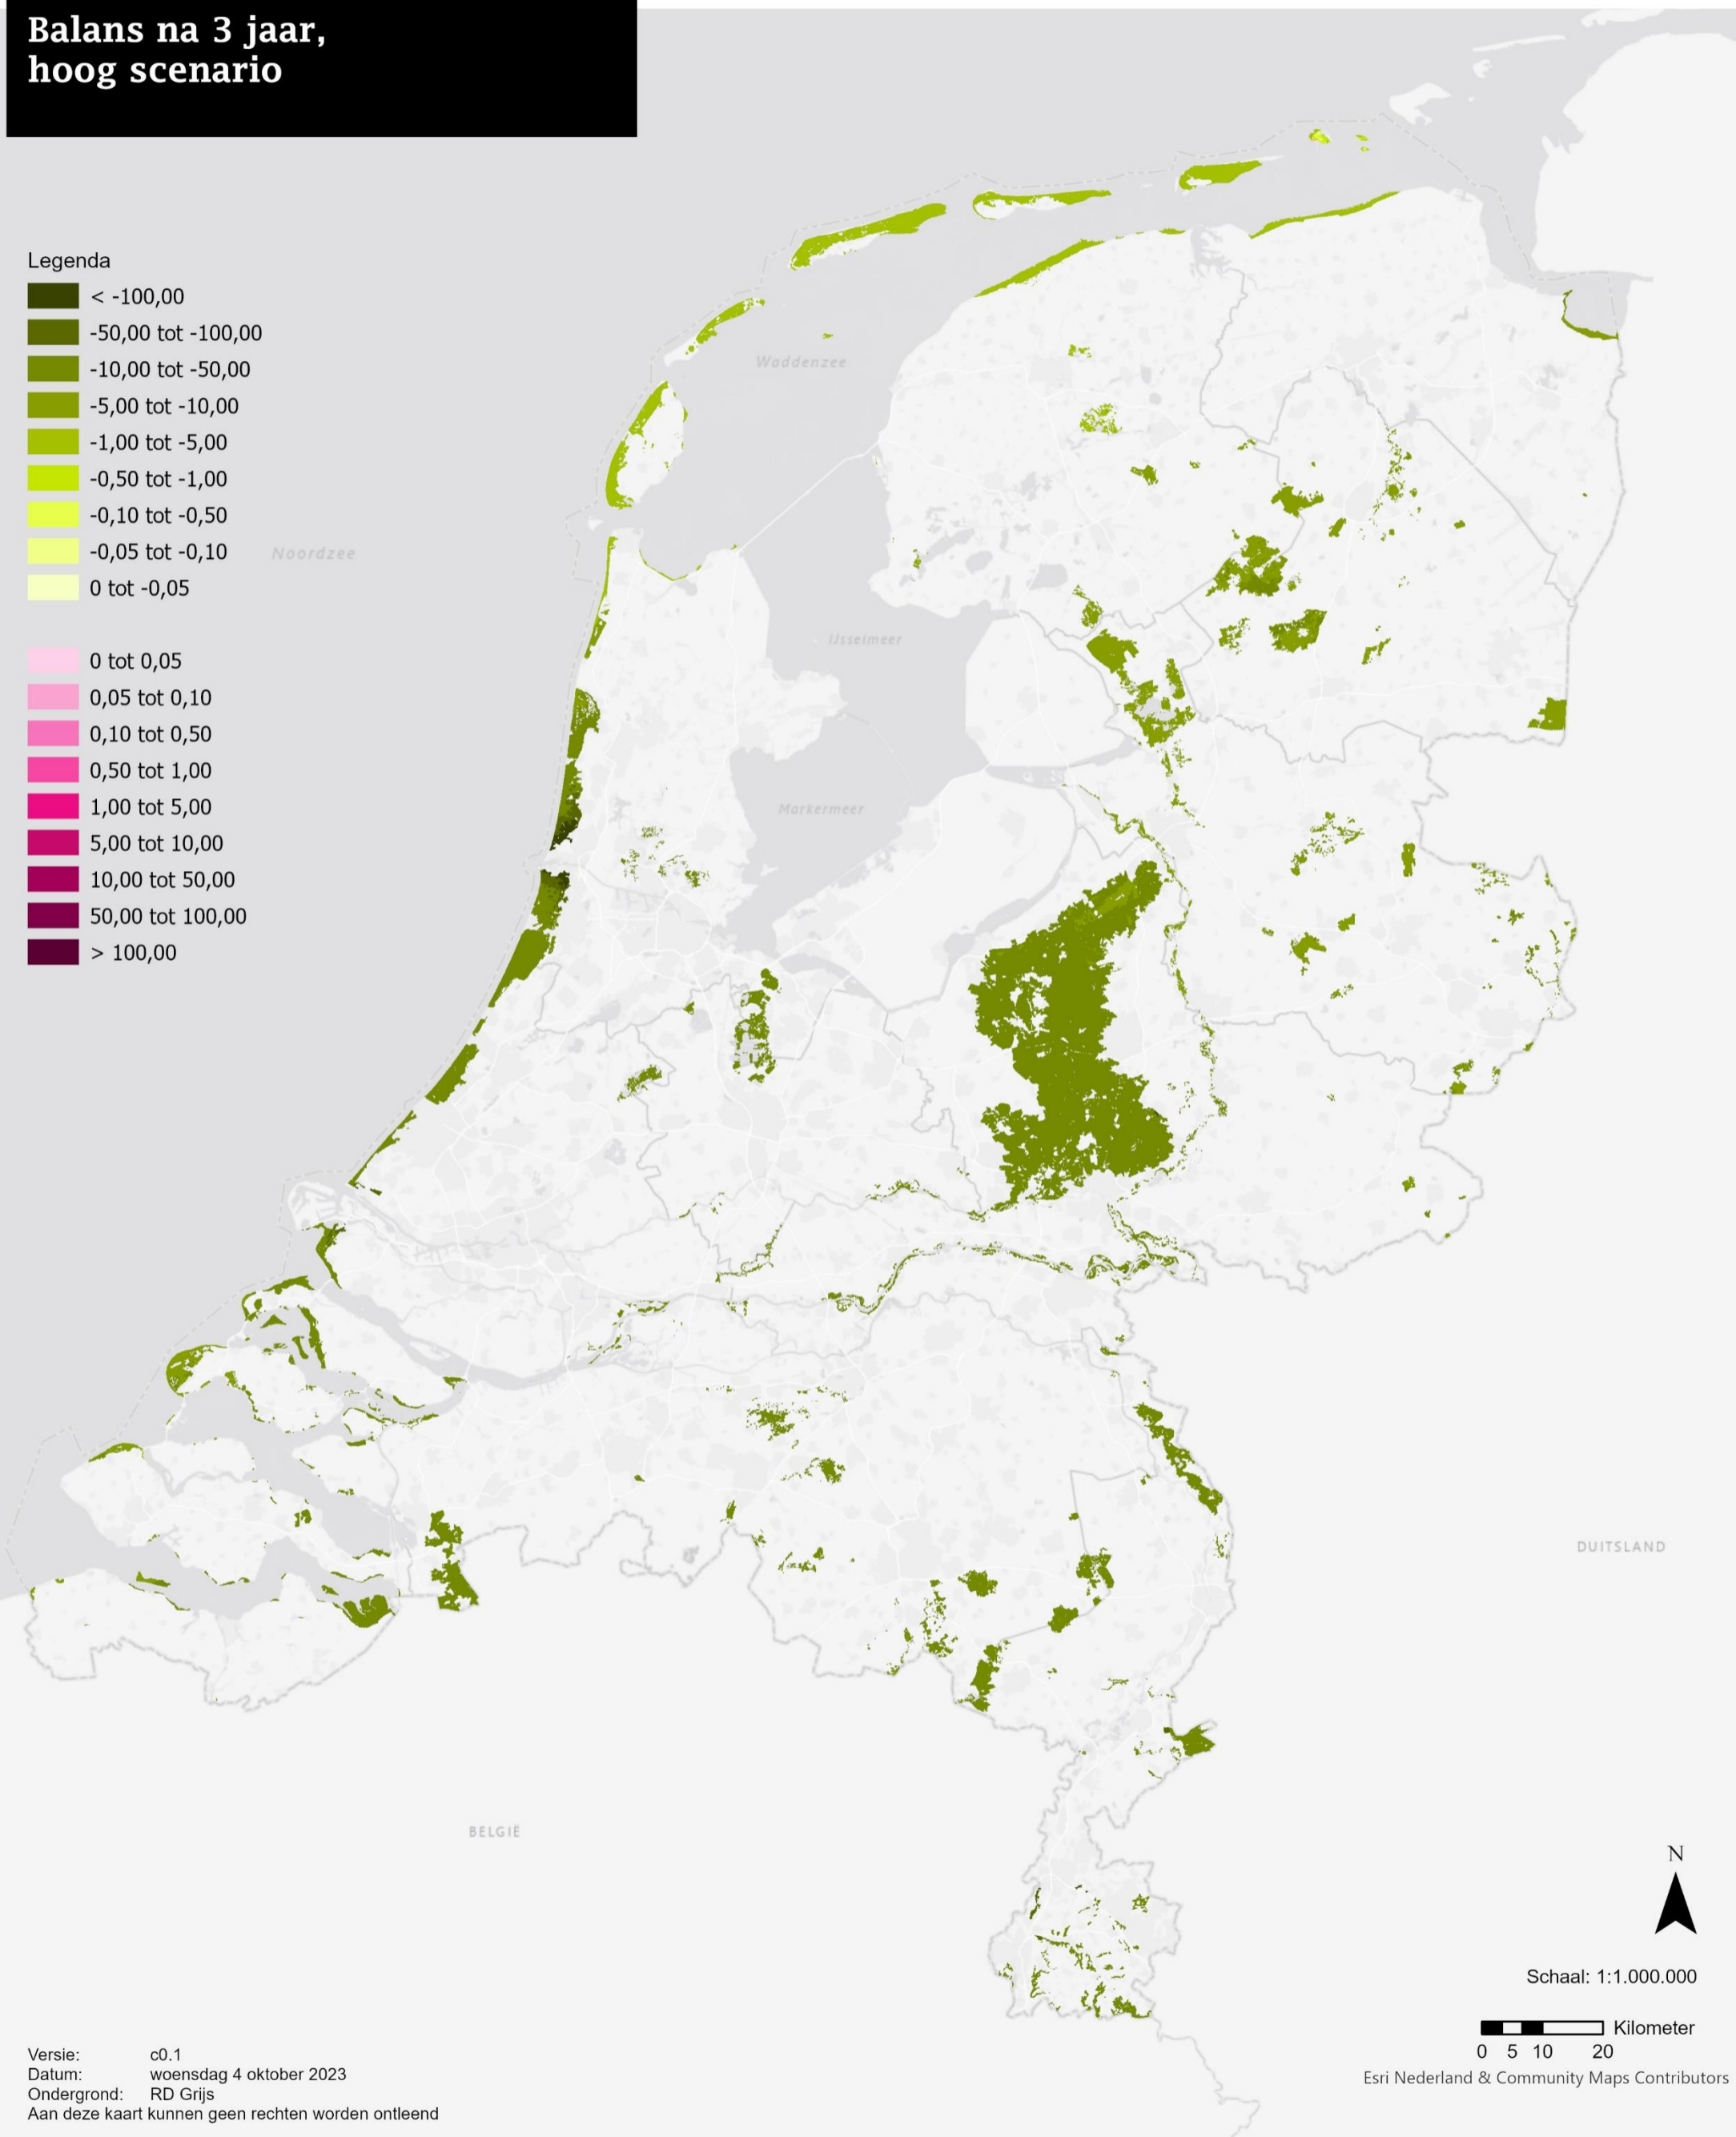 Balans na 3 jaar,
hoog scenario
Legenda
< -100,00
-50,00 tot -100,00
-10,00 tot -50,00
-5,00 tot -10,00
-1,00 tot -5,00
-0,50 tot -1,00
-0,10 tot -0,50
-0,05 tot -0,10
0 tot -0,05
0 tot 0,05
0,05 tot 0,10
0,10 tot 0,50
0,50 tot 1,00
1,00 tot 5,00
5,00 tot 10,00
10,00 tot 50,00
50,00 tot 100,00
> 100,00
Waddenzee
Noordzee
IJsselmeer
Markermeer
DUITSLAND
BELGIË
N
Schaal: 1:1.000.000
Kilometer
0 5 10 20
Esri Nederland & Community Maps Contributors
Versie: c0.1
Datum: woensdag 4 oktober 2023
Ondergrond: RD Grijs
Aan deze kaart kunnen geen rechten worden ontleend